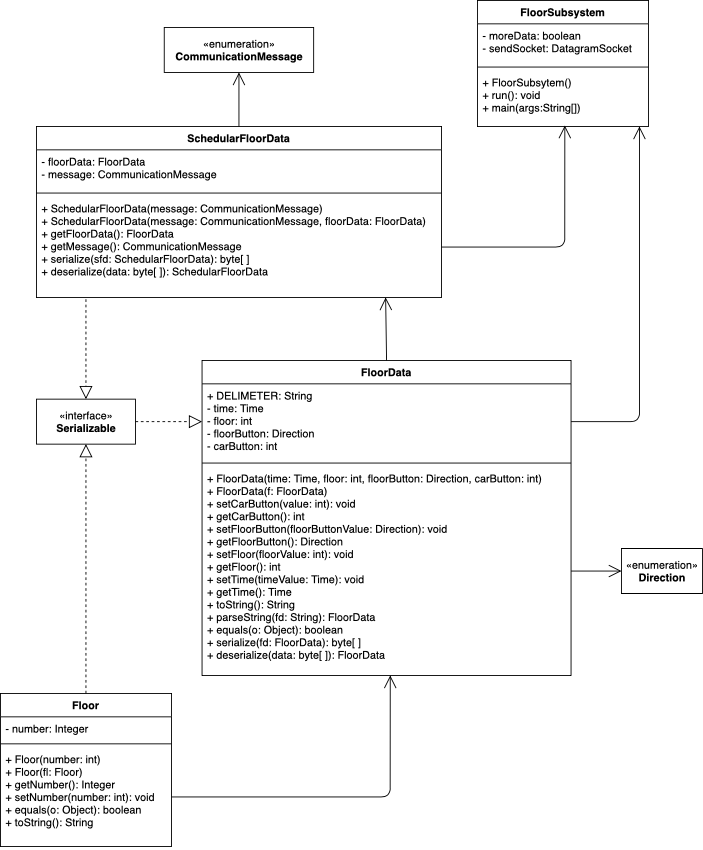 FloorSubsystem
- moreData: boolean
- sendSocket: DatagramSocket
+ FloorSubsytem()
+ run(): void
+ main(args:String[])
«enumeration»
CommunicationMessage
SchedularFloorData
- floorData: FloorData
- message: CommunicationMessage
+ SchedularFloorData(message: CommunicationMessage)
+ SchedularFloorData(message: CommunicationMessage, floorData: FloorData)
+ getFloorData(): FloorData
+ getMessage(): CommunicationMessage
+ serialize(sfd: SchedularFloorData): byte[ ]
+ deserialize(data: byte[ ]): SchedularFloorData
«interface»
Serializable
FloorData
+ DELIMETER: String
- time: Time
- floor: int
- floorButton: Direction
- carButton: int
+ FloorData(time: Time, floor: int, floorButton: Direction, carButton: int)
+ FloorData(f: FloorData)
+ setCarButton(value: int): void
+ getCarButton(): int
+ setFloorButton(floorButtonValue: Direction): void
+ getFloorButton(): Direction
+ setFloor(floorValue: int): void
+ getFloor(): int
+ setTime(timeValue: Time): void
+ getTime(): Time
+ toString(): String
+ parseString(fd: String): FloorData
+ equals(o: Object): boolean
+ serialize(fd: FloorData): byte[ ]
+ deserialize(data: byte[ ]): FloorData
«enumeration»
Direction
Floor
- number: Integer
+ Floor(number: int)
+ Floor(fl: Floor)
+ getNumber(): Integer
+ setNumber(number: int): void
+ equals(o: Object): boolean
+ toString(): String